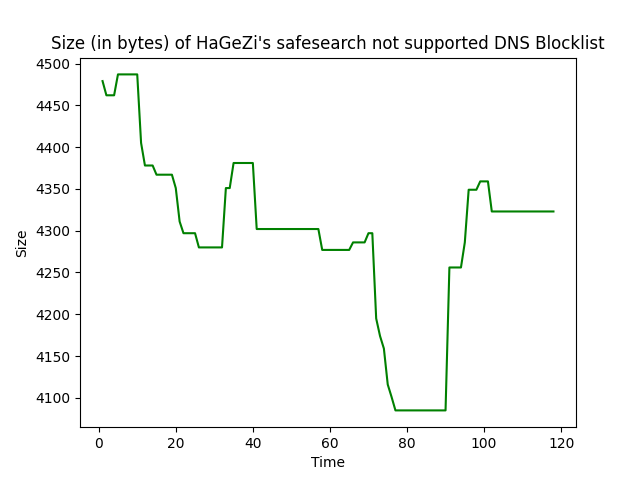 Size (in bytes) of HaGeZi's safesearch not supported DNS Blocklist
4500
4450
4400
4350
4300
4250
4200
4150
4100
Size
0 20 40 60 80 100 120
Time